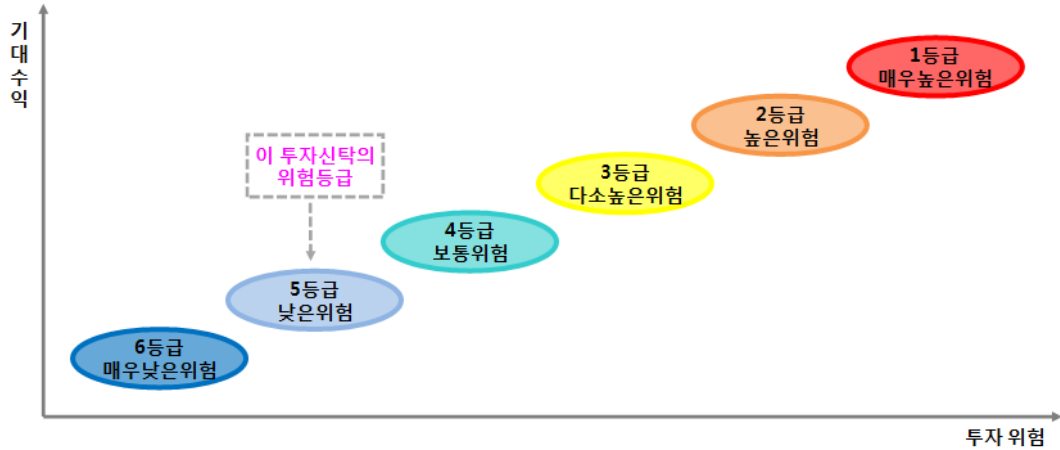 기대수익
1등급
매우높은위험
2등급
높은위험
이 투자신탁의
위험등급
3등급
다소높은위험
4등급
보통위험
5등급
낮은위험
6등급
매우낮은위험
투자 위험